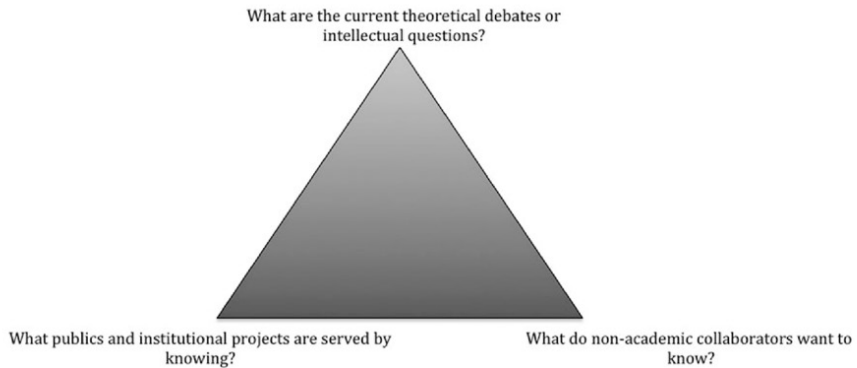 What are the current theoretical debates or
intellectual questions?
What publics and institutional projects are served by
knowing?
What do non-academic collaborators want to
know?